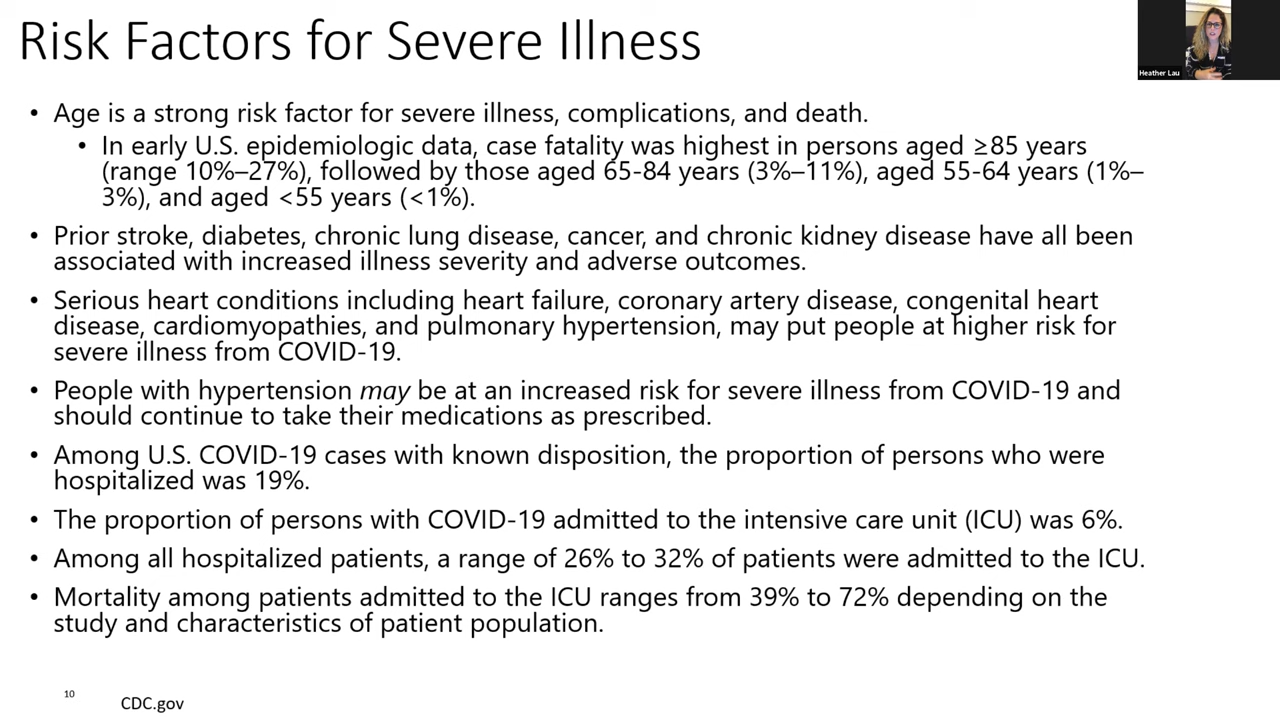 Risk Factors for Severe Illness
Heather Lau
• Age is a strong risk factor for severe illness, complications, and death.
• In early U.S. epidemiologic data, case fatality was highest in persons aged ≥85 years
(range 10%–27%), followed by those aged 65-84 years (3%–11%), aged 55-64 years (1%–
3%), and aged <55 years (<1%).
• Prior stroke, diabetes, chronic lung disease, cancer, and chronic kidney disease have all been
associated with increased illness severity and adverse outcomes.
• Serious heart conditions including heart failure, coronary artery disease, congenital heart
disease, cardiomyopathies, and pulmonary hypertension, may put people at higher risk for
severe illness from COVID-19.
• People with hypertension may be at an increased risk for severe illness from COVID-19 and
should continue to take their medications as prescribed.
• Among U.S. COVID-19 cases with known disposition, the proportion of persons who were
hospitalized was 19%.
• The proportion of persons with COVID-19 admitted to the intensive care unit (ICU) was 6%.
• Among all hospitalized patients, a range of 26% to 32% of patients were admitted to the ICU.
• Mortality among patients admitted to the ICU ranges from 39% to 72% depending on the
study and characteristics of patient population.
10
CDC.gov